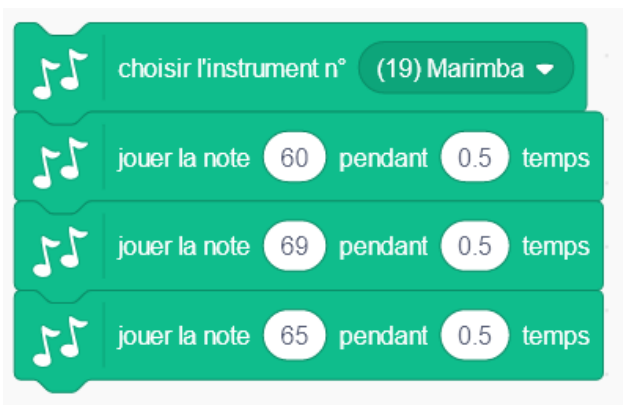 choisir l'instrument n° (19) Marimba
jouer la note 60 pendant 0.5 temps
jouer la note 69 pendant 0.5 temps
jouer la note 65 pendant 0.5 temps